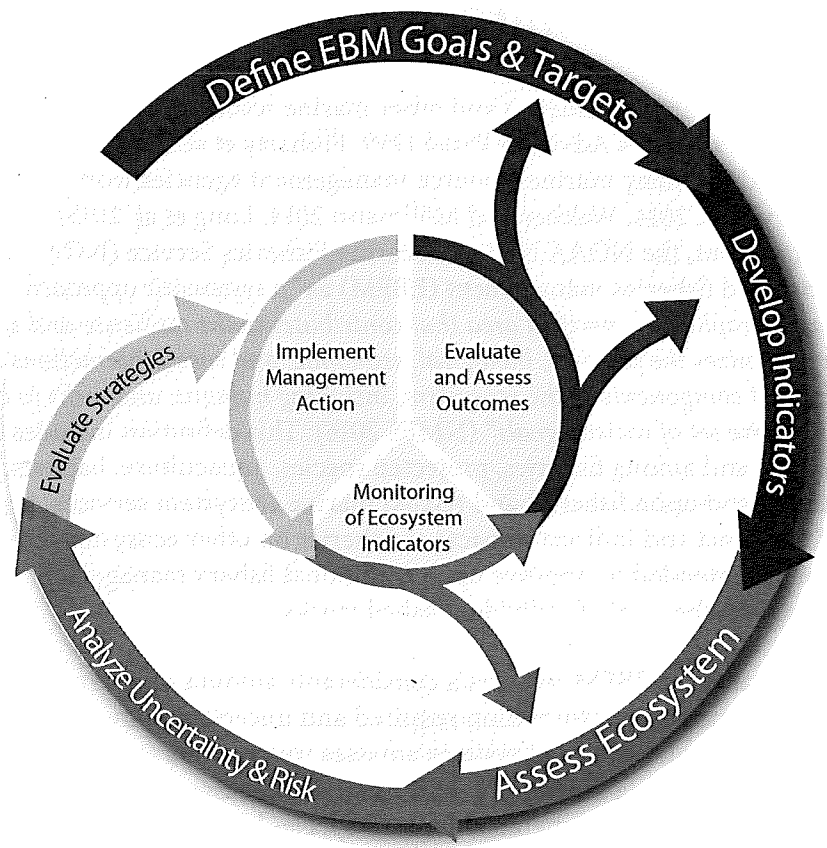 Define EBM Goals & Targets
Develop Indicators
Assess Ecosystem
Analyze Uncertainty & Risk
Evaluate Strategies
Implement
Management
Action
Evaluate
and Assess
Outcomes
Monitoring
of Ecosystem
Indicators